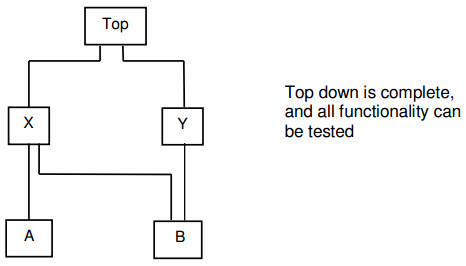 Top
Top down is complete,
and all functionality can
be tested
X
Y
A
B